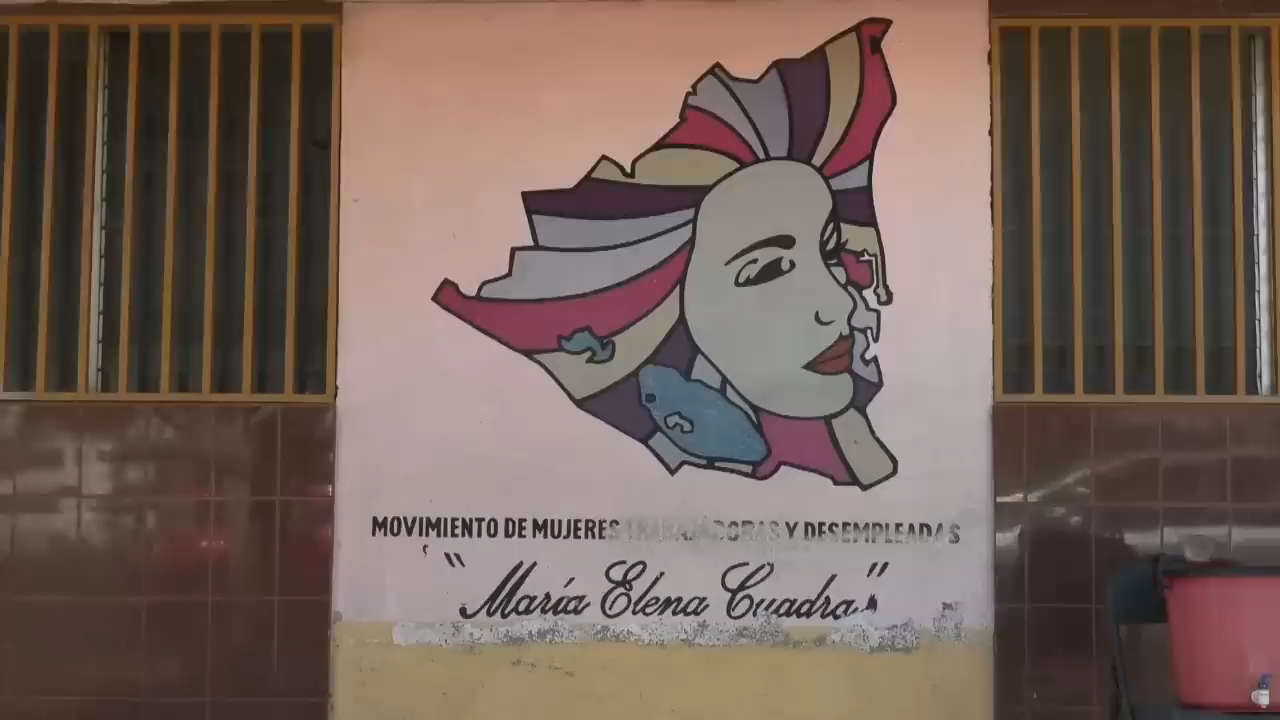 MOVIMIENTO DE MUJERES TRABAJADORAS Y DESEMPLEADAS
"María Elena Cuadra"